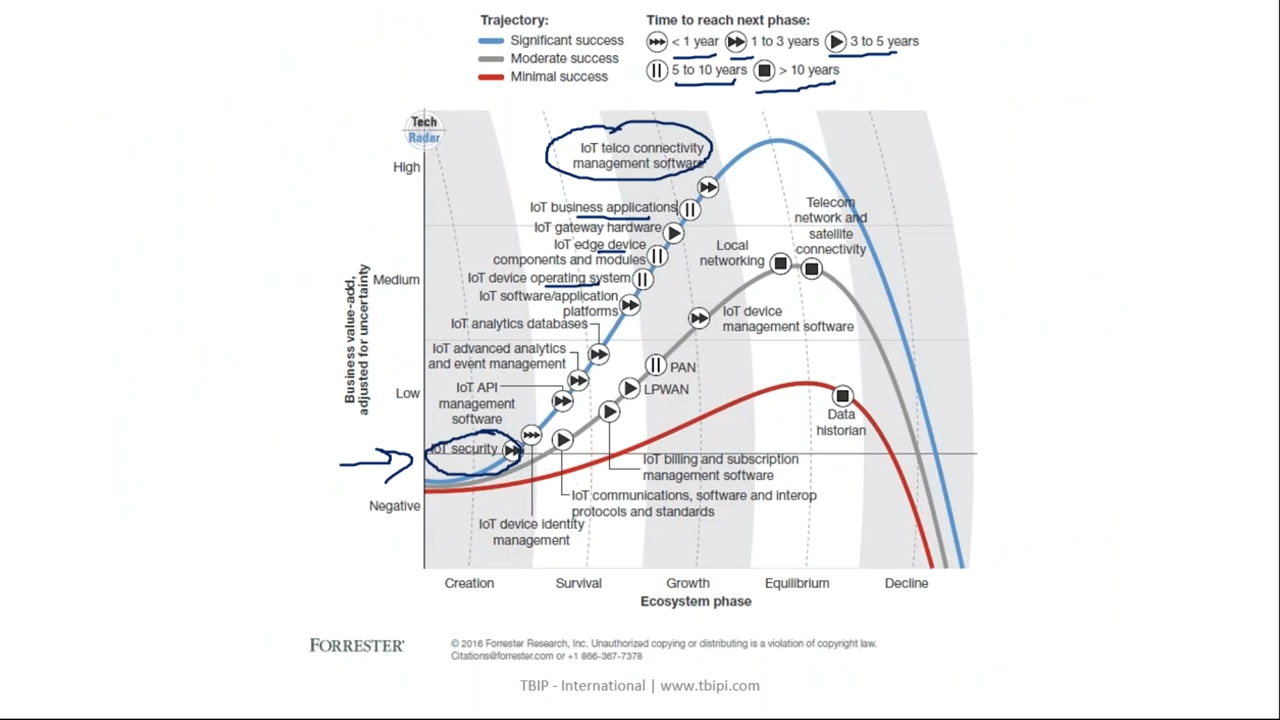 Trajectory:
Significant success
Moderate success
Minimal success
Time to reach next phase:
< 1 year
1 to 3 years
3 to 5 years
5 to 10 years
> 10 years
Tech
Radar
High
Medium
Low
Negative
Business value-add,
adjusted for uncertainty
IoT telco connectivity
management software
IoT business applications
IoT gateway hardware
IoT edge device
components and modules
IoT device operating system
IoT software/application
platforms
IoT analytics databases
IoT advanced analytics
and event management
IoT API
management
software
IoT security
IoT device identity
management
Telecom
network and
satellite
connectivity
Local
networking
IoT device
management software
PAN
LPWAN
IoT billing and subscription
management software
IoT communications, software and interop
protocols and standards
Data
historian
Creation
Survival
Growth
Equilibrium
Decline
Ecosystem phase
FORRESTER®
© 2016 Forrester Research, Inc. Unauthorized copying or distributing is a violation of copyright law.
Citations@forrester.com or +1 866-367-7378
TBIP - International | www.tbipi.com